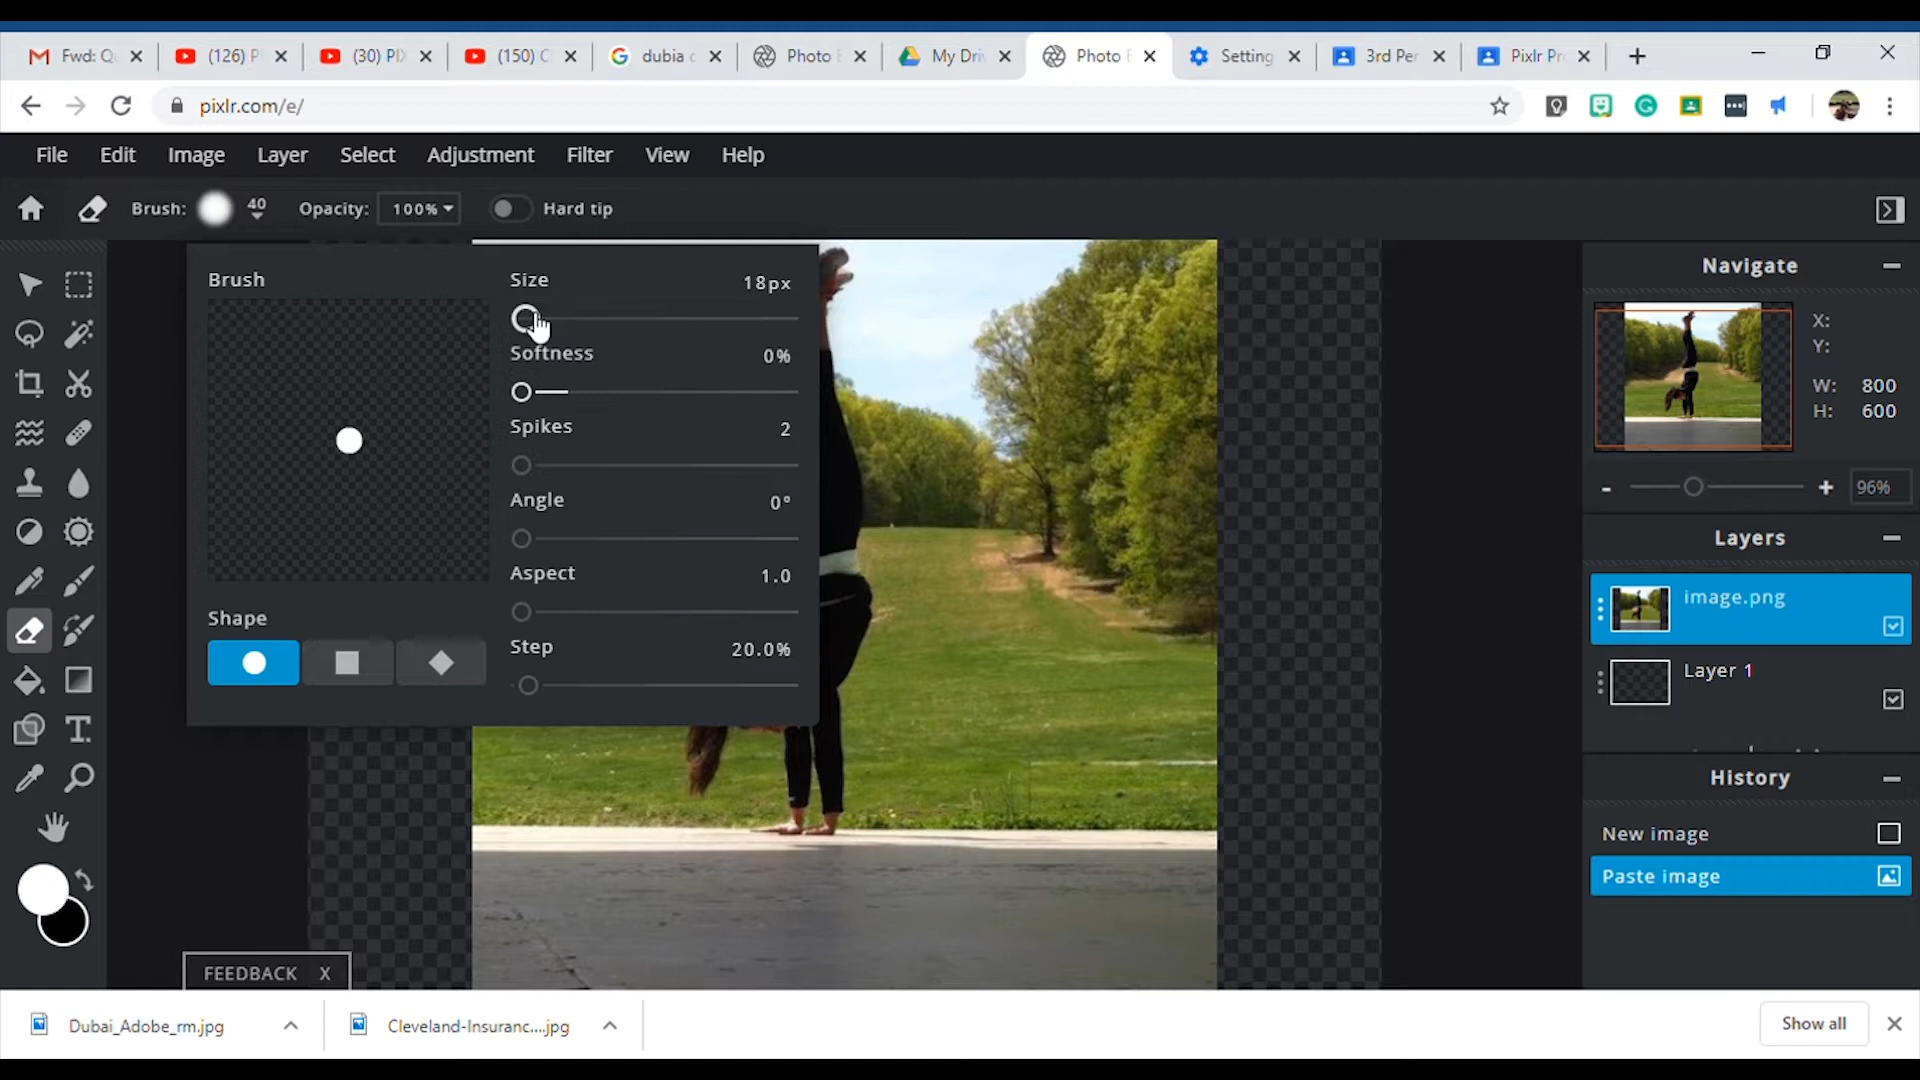 Fwd: Qu
(126) P
(30) PIX
(150) C
dubia c
Photo E
My Driv
Photo E
Setting
3rd Per
Pixlr Pr
pixlr.com/e/
File Edit Image Layer Select Adjustment Filter View Help
Brush: 40 Opacity: 100% Hard tip
Brush
Size 18px
Softness 0%
Spikes 2
Angle 0°
Aspect 1.0
Step 20.0%
Shape
Navigate
X:
Y:
W: 800
H: 600
- + 96%
Layers
image.png
Layer 1
History
New image
Paste image
FEEDBACK X
Dubai_Adobe_rm.jpg
Cleveland-Insuranc....jpg
Show all